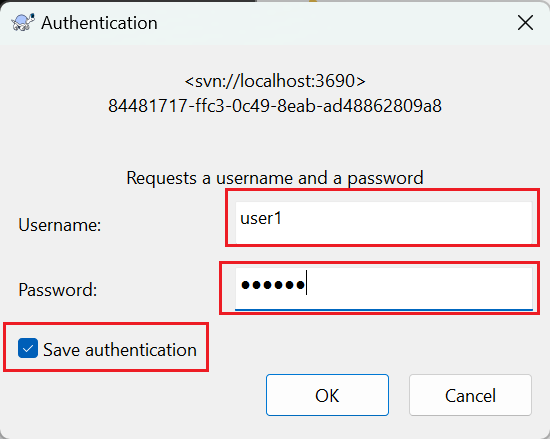 Authentication
<svn://localhost:3690>
84481717-ffc3-0c49-8eab-ad48862809a8
Requests a username and a password
Username:
user1
Password:
●●●●●●
Save authentication
OK
Cancel